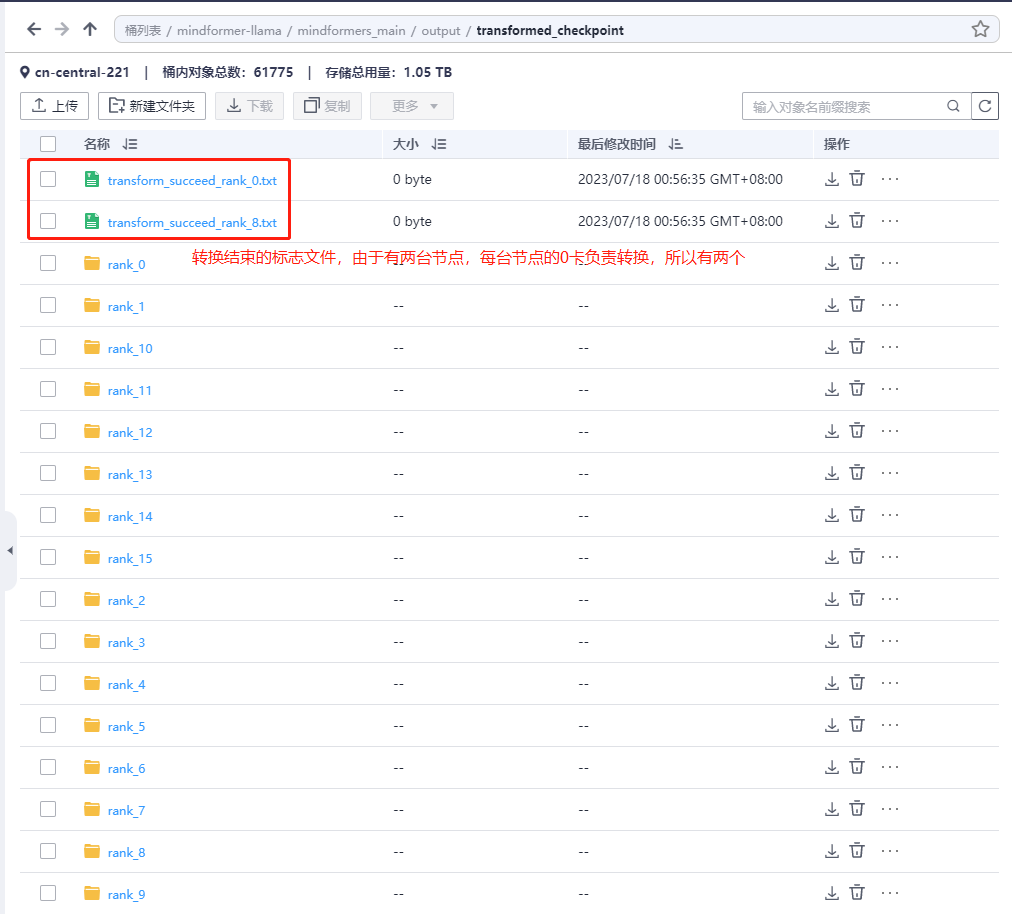 桶列表 / mindformer-llama / mindformers_main / output / transformed_checkpoint
cn-central-221 | 桶内对象总数：61775 | 存储总用量：1.05 TB
上传 新建文件夹 下载 复制 更多 输入对象名前缀搜索
名称 大小 最后修改时间 操作
transform_succeed_rank_0.txt 0 byte 2023/07/18 00:56:35 GMT+08:00 ···
transform_succeed_rank_8.txt 0 byte 2023/07/18 00:56:35 GMT+08:00 ···
转换结束的标志文件，由于有两台节点，每台节点的0卡负责转换，所以有两个
rank_0 -- -- ···
rank_1 -- -- ···
rank_10 -- -- ···
rank_11 -- -- ···
rank_12 -- -- ···
rank_13 -- -- ···
rank_14 -- -- ···
rank_15 -- -- ···
rank_2 -- -- ···
rank_3 -- -- ···
rank_4 -- -- ···
rank_5 -- -- ···
rank_6 -- -- ···
rank_7 -- -- ···
rank_8 -- -- ···
rank_9 -- -- ···